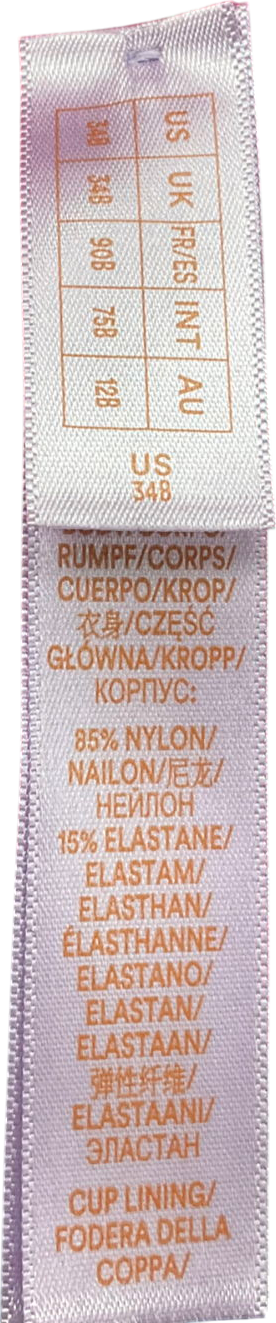 US UK FR/ES INT AU
34B 34B 90B 75B 12B
US
34B
RUMPF/CORPS/
CUERPO/KROP/
衣身/CZĘŚĆ
GŁÓWNA/KROPP/
КОРПУС:
85% NYLON/
NAILON/尼龙/
НЕЙЛОН
15% ELASTANE/
ELASTAM/
ELASTHAN/
ÉLASTHANNE/
ELASTANO/
ELASTAN/
ELASTAAN/
弹性纤维/
ELASTAANI/
ЭЛАСТАН
CUP LINING/
FODERA DELLA
COPPA/